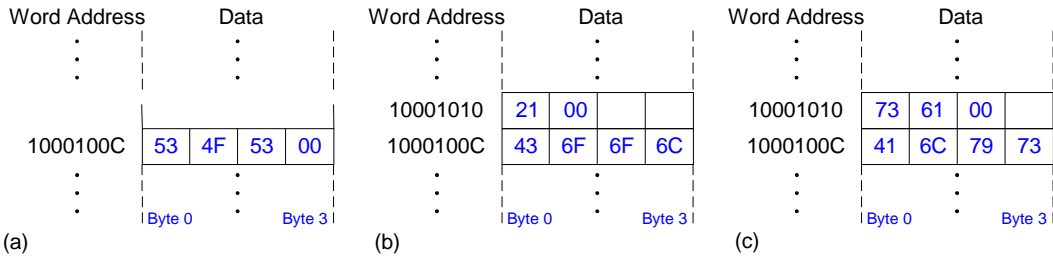 Word Address Data
10001010
1000100C 53 4F 53 00
Byte 0 Byte 3
(a)
Word Address Data
10001010 21 00
1000100C 43 6F 6F 6C
Byte 0 Byte 3
(b)
Word Address Data
10001010 73 61 00
1000100C 41 6C 79 73
Byte 0 Byte 3
(c)